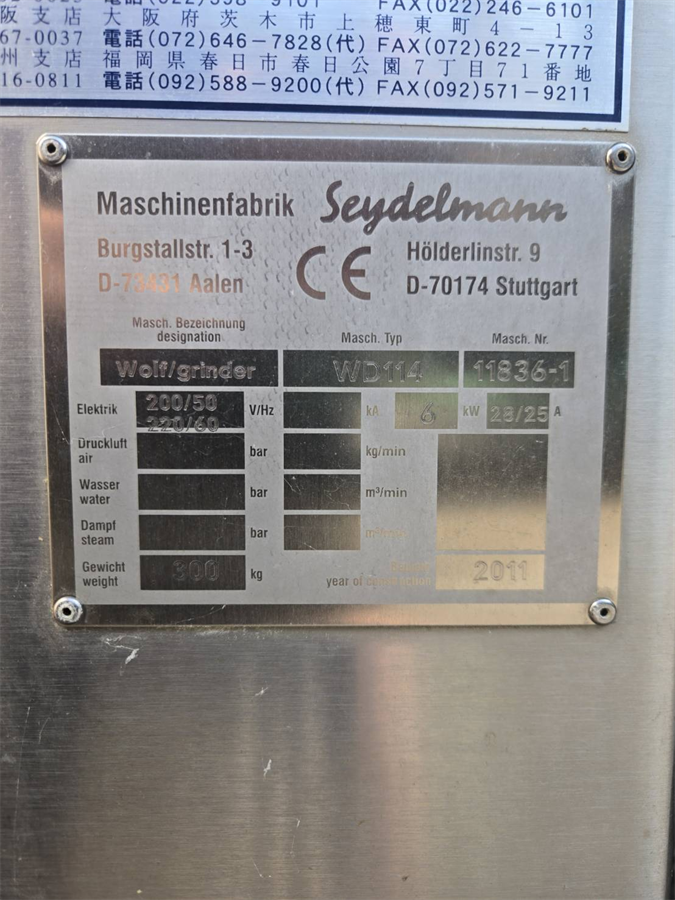 電話(022)398-9101 FAX(022)246-6101
阪支店 大阪府茨木市上穂東町4-13
67-0037 電話(072)646-7828(代) FAX(072)622-7777
州支店 福岡県春日市春日公園7丁目71番地
16-0811 電話(092)588-9200(代) FAX(092)571-9211
Maschinenfabrik Seydelmann
Burgstallstr. 1-3 CE Hölderlinstr. 9
D-73431 Aalen D-70174 Stuttgart
Masch. Bezeichnung
designation Masch. Typ Masch. Nr.
Wolf/grinder WD114 11836-1
Elektrik 200/50 V/Hz kA 6 kW 28/25 A
220/60
Druckluft
air bar kg/min
Wasser
water bar m³/min
Dampf
steam bar
Gewicht
weight 300 kg year of construction 2011